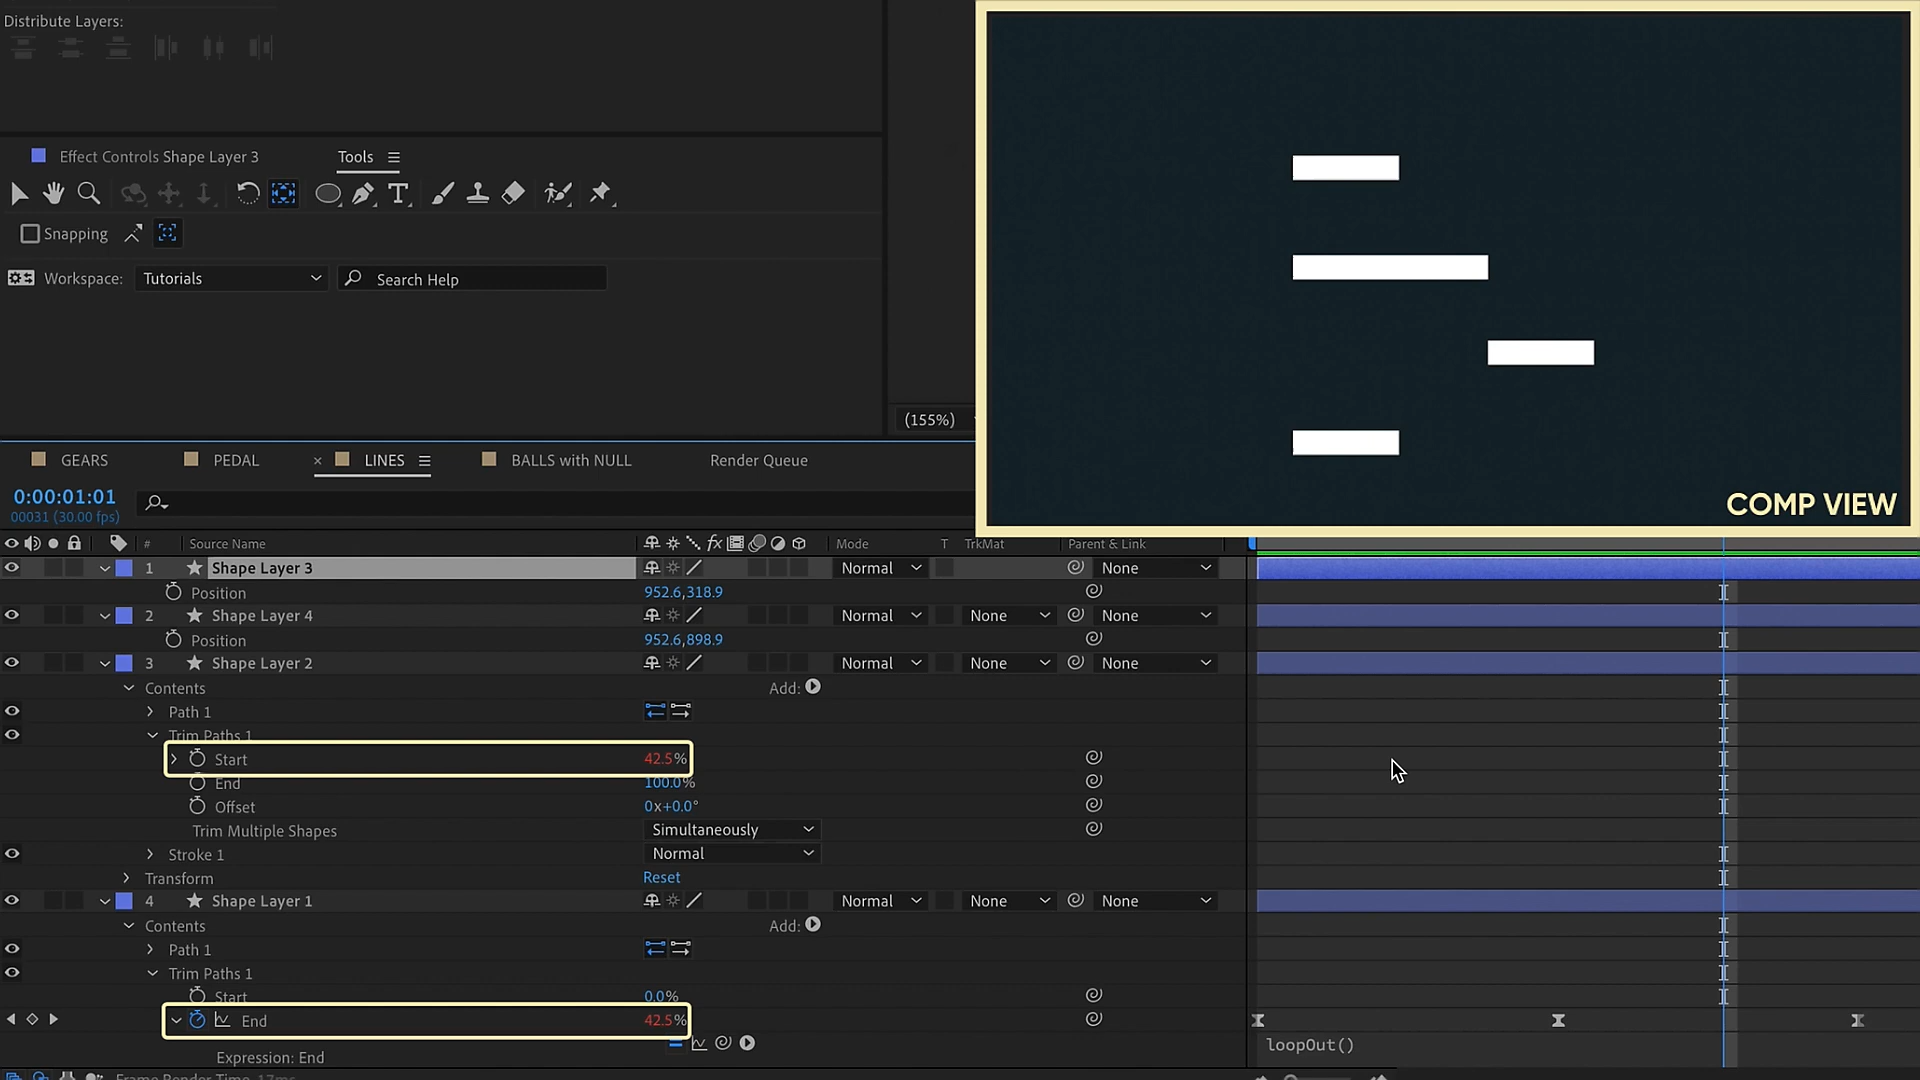 Distribute Layers:
Effect Controls Shape Layer 3
Tools
Snapping
Workspace:
Tutorials
Search Help
(155%)
COMP VIEW
GEARS
PEDAL
LINES
BALLS with NULL
Render Queue
0:00:01:01
00031 (30.00 fps)
# Source Name Mode T TrkMat Parent & Link
1 Shape Layer 3 Normal None
Position 952.6,318.9
2 Shape Layer 4 Normal None None
Position 952.6,898.9
3 Shape Layer 2 Normal None None
Contents Add:
Path 1
Trim Paths 1
Start 42.5%
End 100.0%
Offset 0x+0.0°
Trim Multiple Shapes Simultaneously
Stroke 1 Normal
Transform Reset
4 Shape Layer 1 Normal None None
Contents Add:
Path 1
Trim Paths 1
Start 0.0%
End 42.5%
Expression: End loopOut()
Frame Render Time 17ms